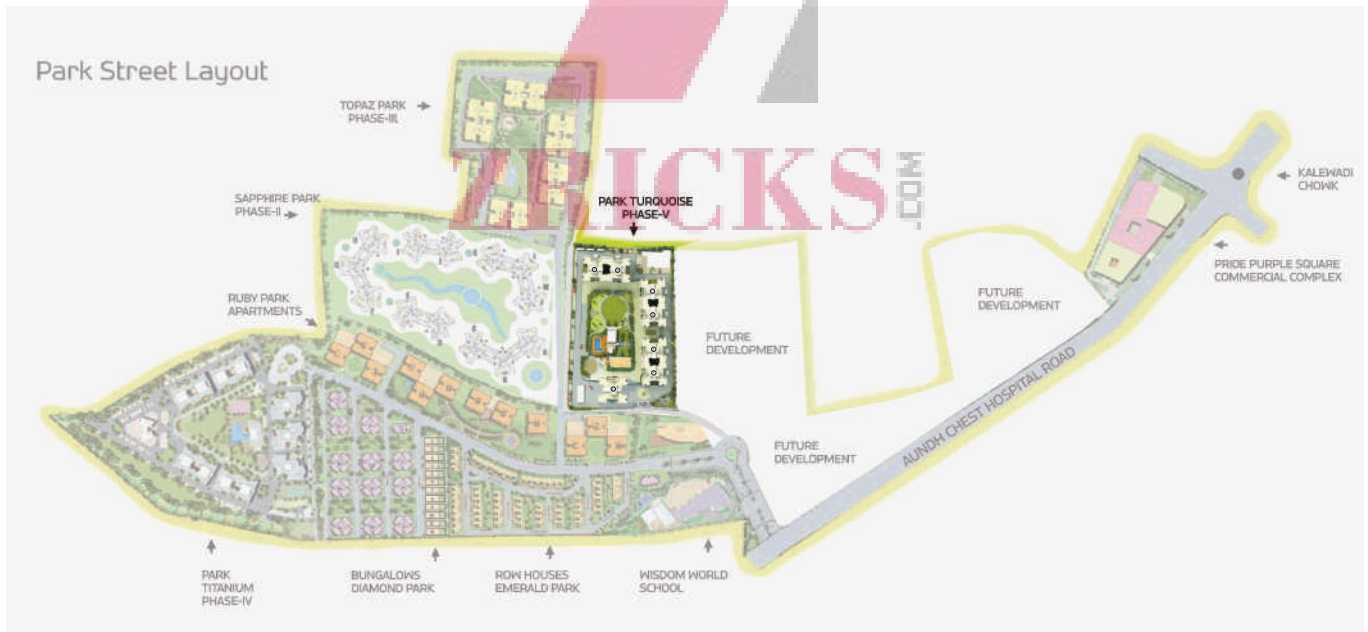 Park Street Layout
TOPAZ PARK
PHASE-III
ZRICKS
.COM
SAPPHIRE PARK
PHASE-II
PARK TURQUOISE
PHASE-V
KALEWADI
CHOWK
PRIDE PURPLE SQUARE
COMMERCIAL COMPLEX
RUBY PARK
APARTMENTS
FUTURE
DEVELOPMENT
FUTURE
DEVELOPMENT
AUNDH CHEST HOSPITAL ROAD
FUTURE
DEVELOPMENT
PARK
TITANIUM
PHASE-IV
BUNGALOWS
DIAMOND PARK
ROW HOUSES
EMERALD PARK
WISDOM WORLD
SCHOOL